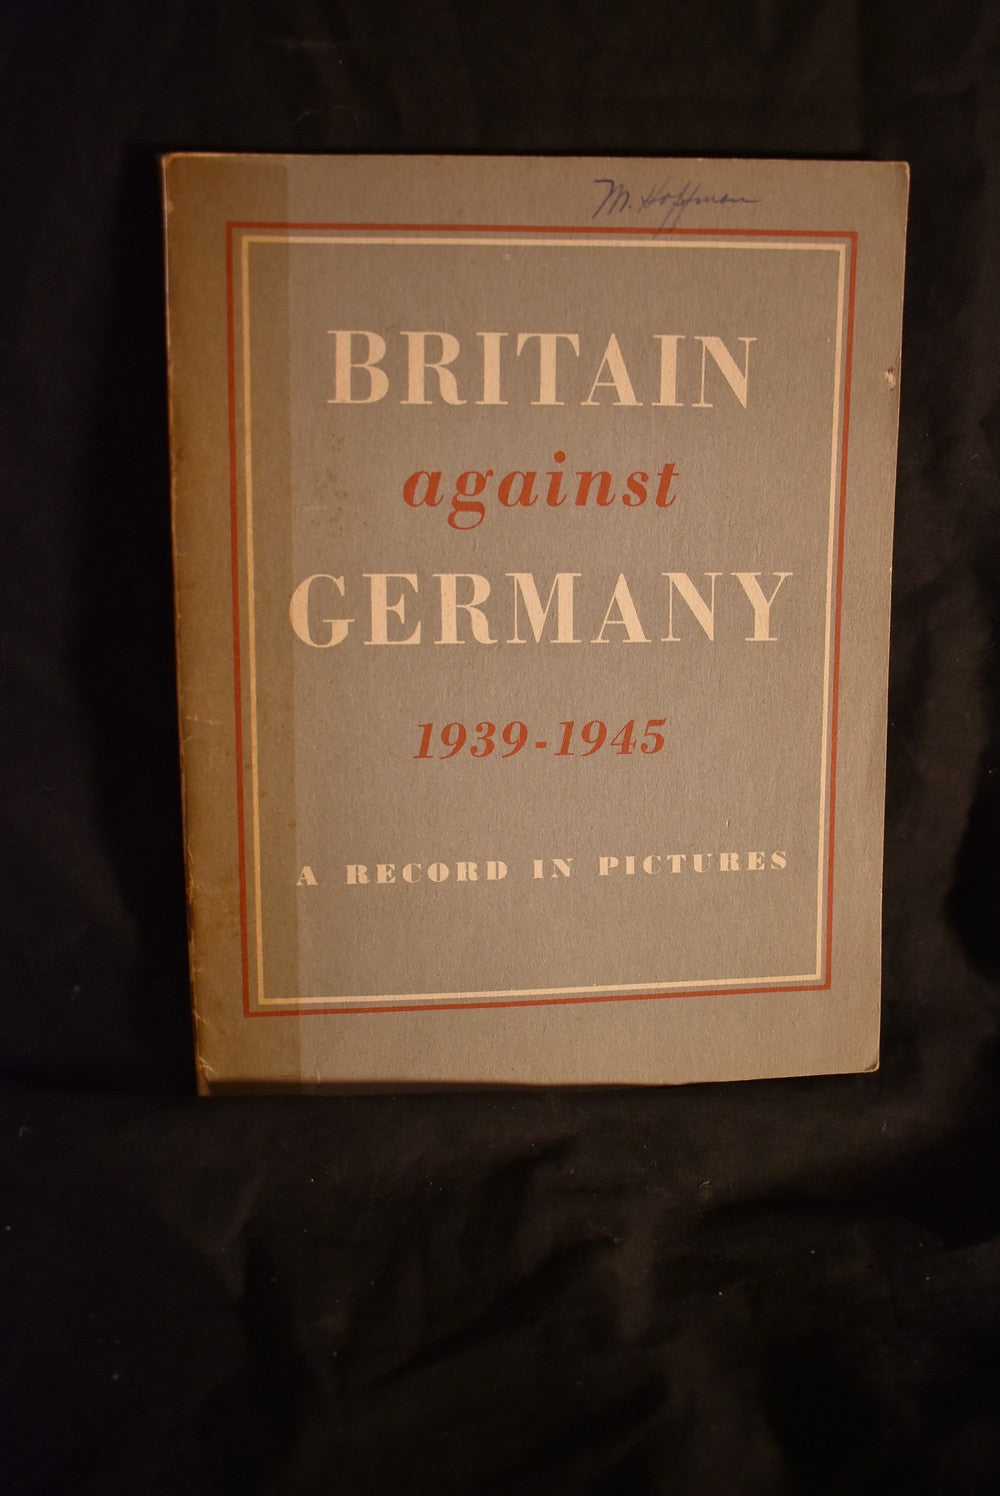 M. Hoffman
BRITAIN
against
GERMANY
1939-1945
A RECORD IN PICTURES